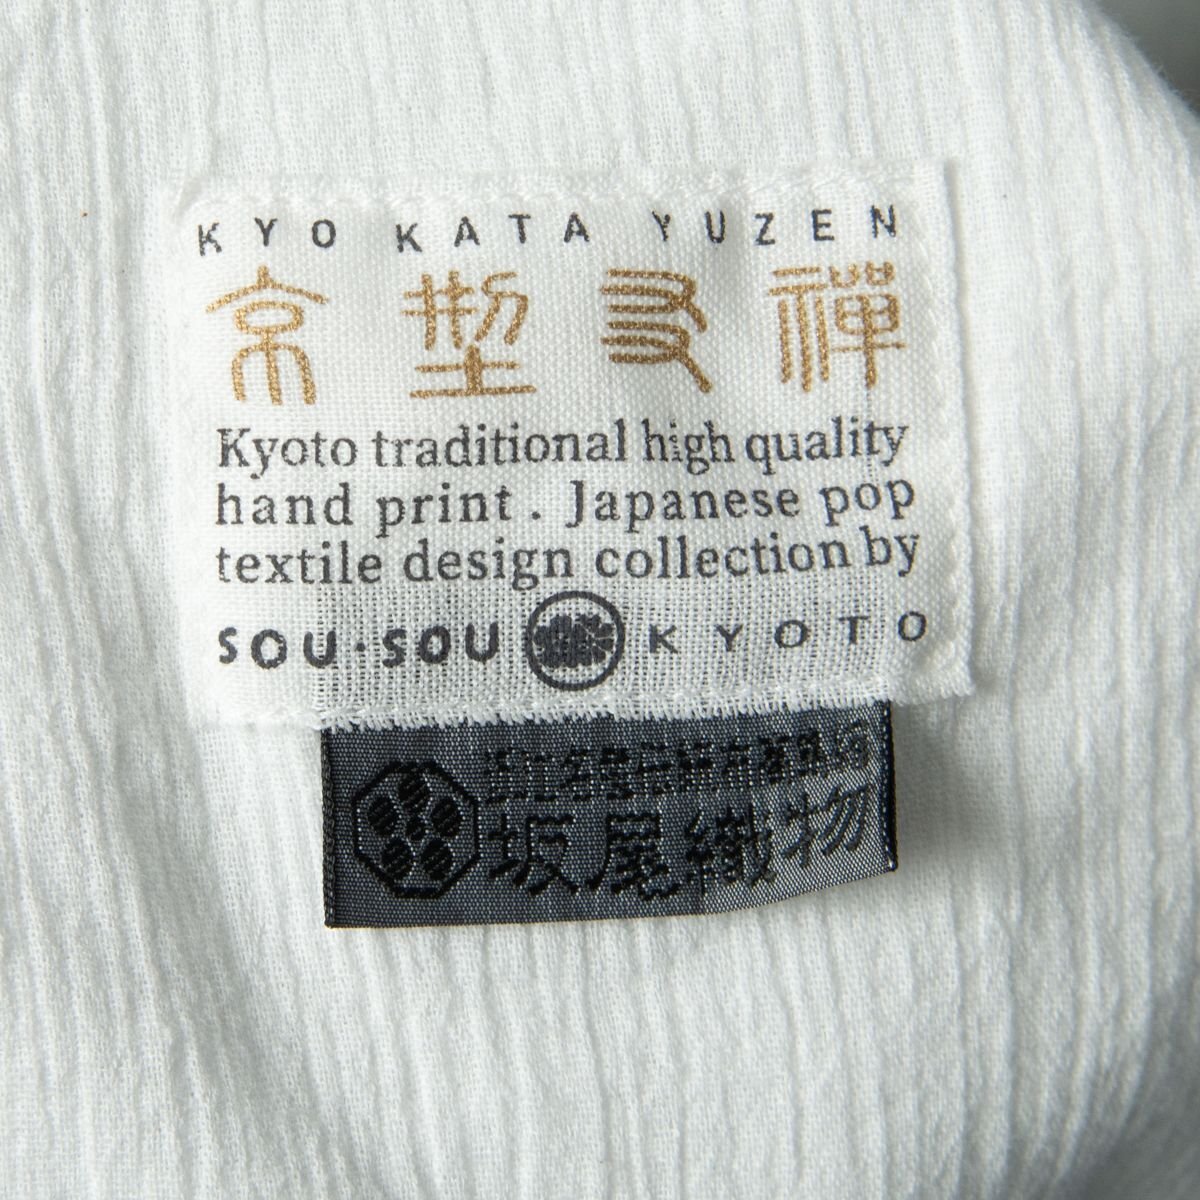 KYO KATA YUZEN
京型友禅
Kyoto traditional high quality
hand print. Japanese pop
textile design collection by
SOU・SOU KYOTO
坂尾織物